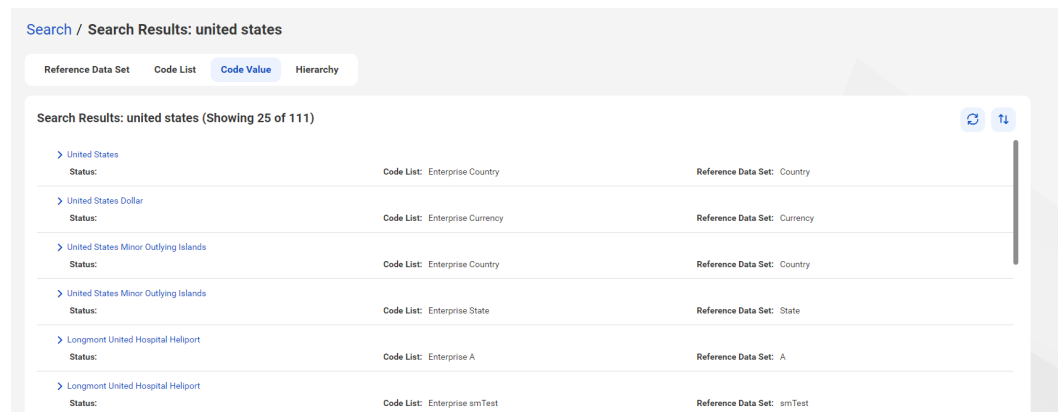 Search / Search Results: united states
Reference Data Set Code List Code Value Hierarchy
Search Results: united states (Showing 25 of 111)
United States
Status: Code List: Enterprise Country Reference Data Set: Country
United States Dollar
Status: Code List: Enterprise Currency Reference Data Set: Currency
United States Minor Outlying Islands
Status: Code List: Enterprise Country Reference Data Set: Country
United States Minor Outlying Islands
Status: Code List: Enterprise State Reference Data Set: State
Longmont United Hospital Heliport
Status: Code List: Enterprise A Reference Data Set: A
Longmont United Hospital Heliport
Status: Code List: Enterprise smTest Reference Data Set: smTest